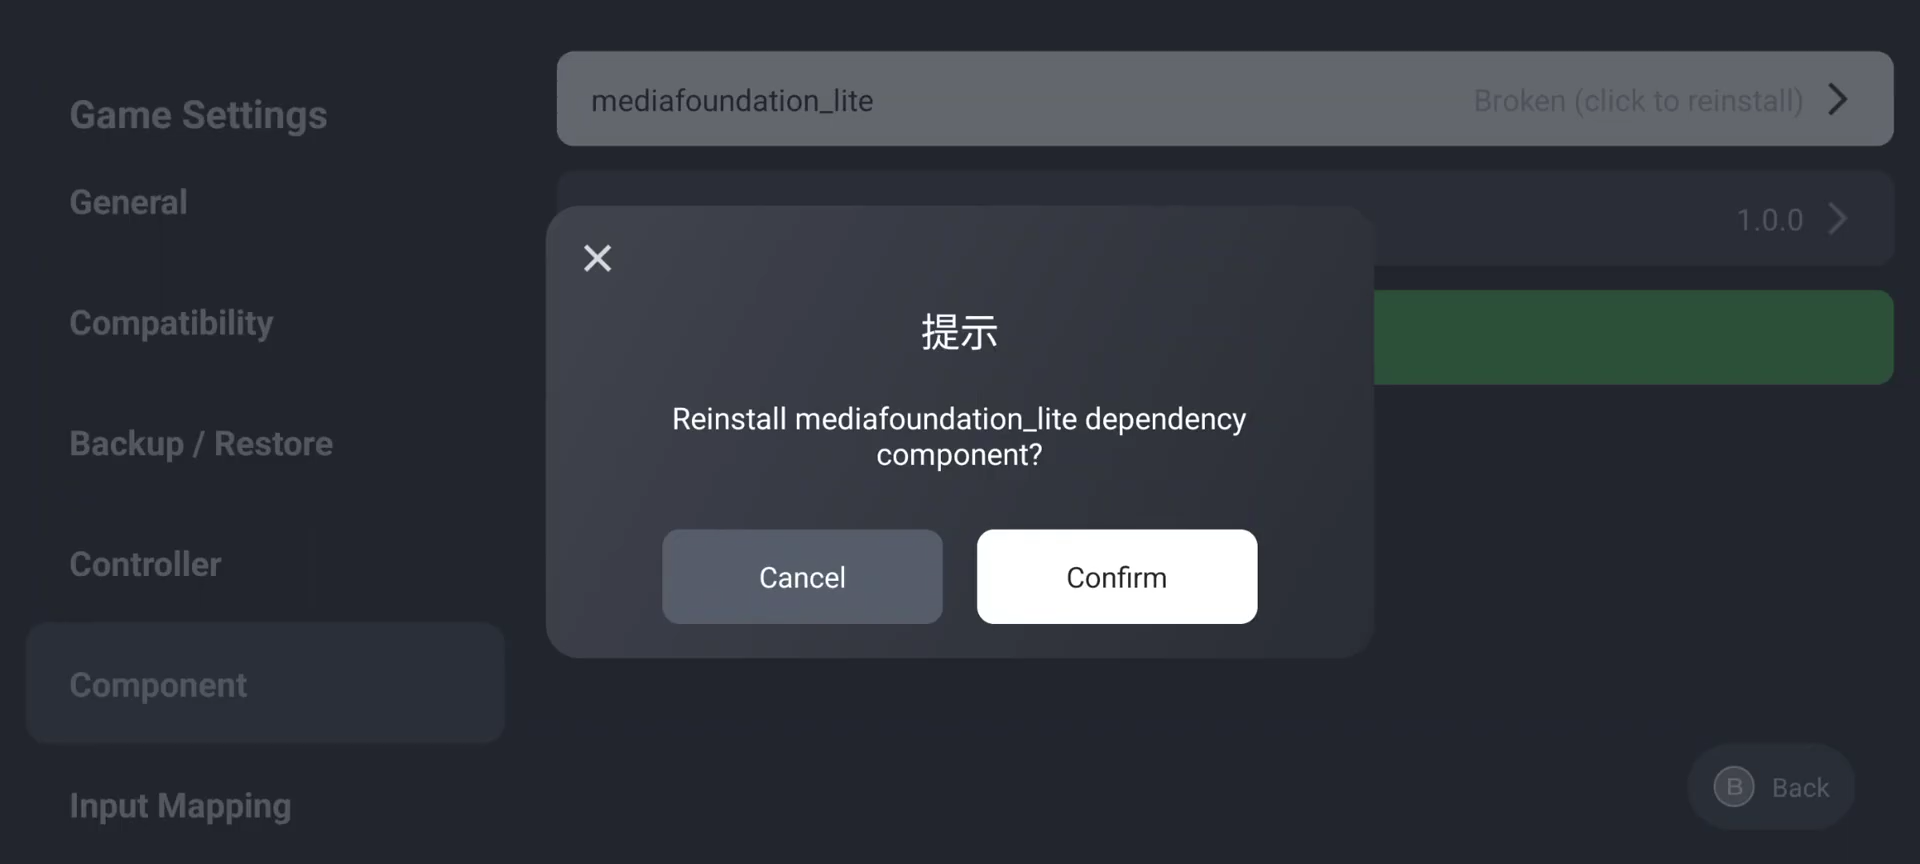 Game Settings
General
Compatibility
Backup / Restore
Controller
Component
Input Mapping
mediafoundation_lite
Broken (click to reinstall)
1.0.0
提示
Reinstall mediafoundation_lite dependency
component?
Cancel
Confirm
B Back